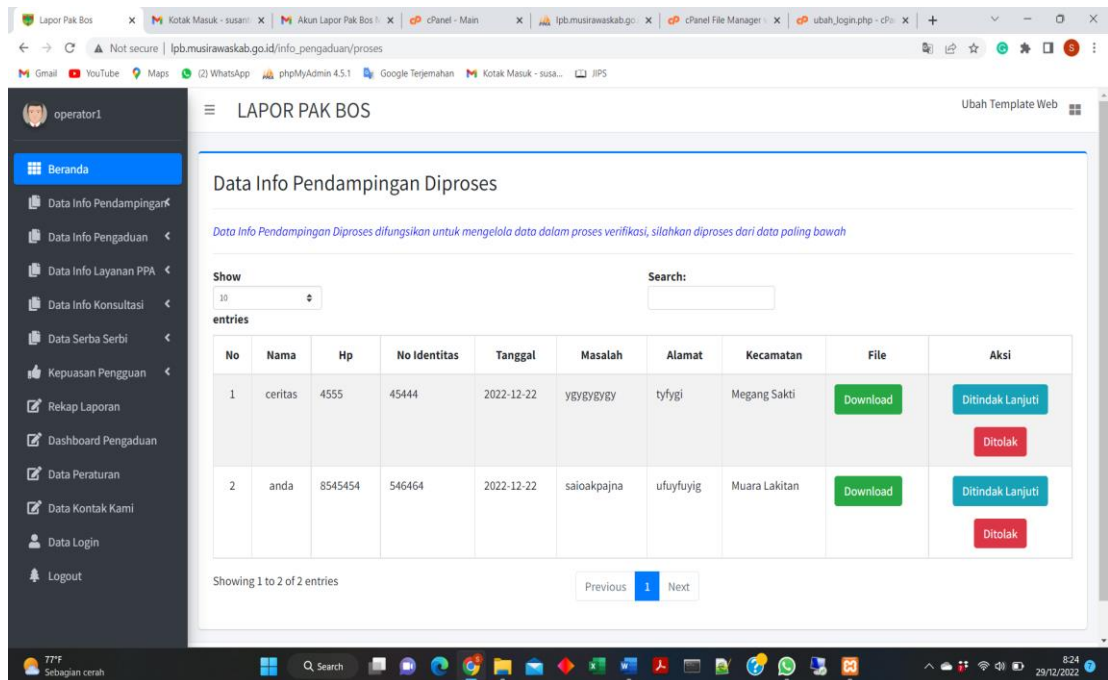 Lapor Pak Bos
Kotak Masuk - susant
Akun Lapor Pak Bos
cPanel - Main
lpb.musirawaskab.go.
cPanel File Manager
ubah_login.php - cPa
Not secure | lpb.musirawaskab.go.id/info_pengaduan/proses
S
Gmail YouTube Maps (2) WhatsApp phpMyAdmin 4.5.1 Google Terjemahan Kotak Masuk - susa... JIPS
operator1
LAPOR PAK BOS
Ubah Template Web
Beranda
Data Info Pendampingan
Data Info Pengaduan
Data Info Layanan PPA
Data Info Konsultasi
Data Serba Serbi
Kepuasan Pengguan
Rekap Laporan
Dashboard Pengaduan
Data Peraturan
Data Kontak Kami
Data Login
Logout
Data Info Pendampingan Diproses
Data Info Pendampingan Diproses difungsikan untuk mengelola data dalam proses verifikasi, silahkan diproses dari data paling bawah
Show
10
entries
Search:
No Nama Hp No Identitas Tanggal Masalah Alamat Kecamatan File Aksi
1 ceritas 4555 45444 2022-12-22 ygygygygy tyfygi Megang Sakti Download Ditindak Lanjuti
Ditolak
2 anda 8545454 546464 2022-12-22 saioakpajna ufuyfuyig Muara Lakitan Download Ditindak Lanjuti
Ditolak
Showing 1 to 2 of 2 entries
Previous 1 Next
77°F
Sebagian cerah
Search
8:24
29/12/2022